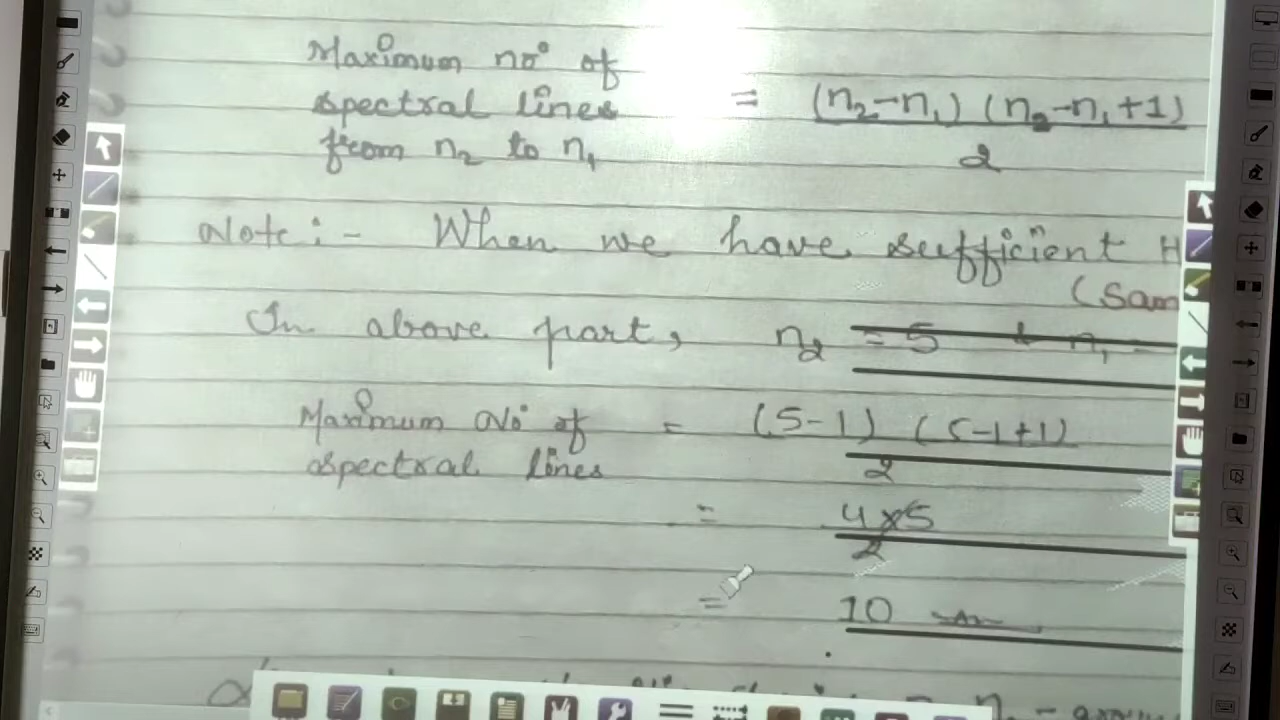 Maximum no of
spectral lines = (n₂-n₁) (n₂-n₁+1)
from n₂ to n₁ 2
Note:- When we have sufficient H
(Sam
In above part, n₂ = 5 & n₁ =
Maximum No of = (5-1) (5-1+1)
spectral lines 2
= 4x5
2
= 10